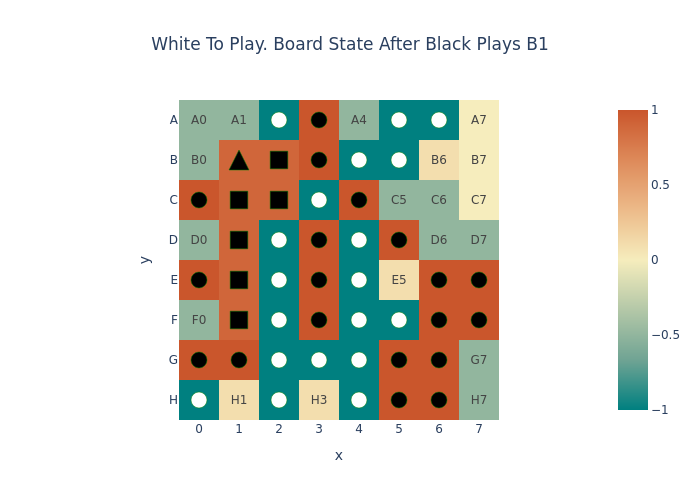 White To Play. Board State After Black Plays B1
A A0 A1 A4 A7
B B0 B6 B7
C C5 C6 C7
D D0 D6 D7
E E5
F F0
G G7
H H1 H3 H7
0 1 2 3 4 5 6 7
x
y
1
0.5
0
−0.5
−1